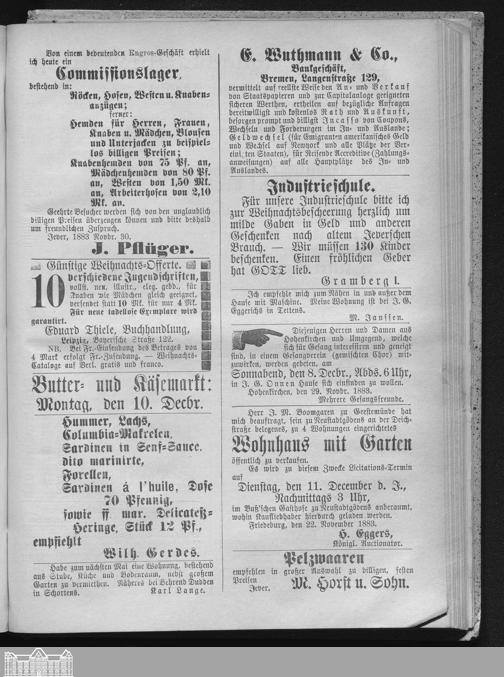 Von einem bedeutenden Engros-Geschäft erhielt
ich heute ein
Commissionslager,
bestehend in:
Röcken, Hosen, Westen u. Knaben-
anzügen;
ferner:
Hemden für Herren, Frauen,
Knaben u. Mädchen, Blousen
und Unterjacken zu beispiel-
los billigen Preisen;
Knabenhemden von 75 Pf. an,
Mädchenhemden von 80 Pf.
an, Westen von 1,50 Mk.
an, Arbeiterhosen von 2,10
Mk. an.
Geehrte Besucher werden sich von den unglaublich
billigen Preisen überzeugen können und bitte deshalb
um freundlichen Zuspruch.
Jever, 1883 Novbr. 30.
J. Pflüger.
Günstige Weihnachts-Offerte.
10 verschiedene Jugendschriften,
vollst. neu, illustr., eleg. gebd., für
Knaben wie Mädchen gleich geeignet,
versendet statt 10 Mk. für nur 4 Mk.
Für neue tadellose Exemplare wird
garantirt.
Eduard Thiele, Buchhandlung,
Leipzig, Bayersche Straße 122.
NB. Bei Fr.-Einsendung des Betrages von
4 Mark erfolgt Fr.-Zusendung. — Weihnachts-
Cataloge auf Verl. gratis und franco.
Butter- und Käsemarkt:
Montag, den 10. Decbr.
Hummer, Lachs,
Columbia-Makrelen,
Sardinen in Senf-Sauce,
dito marinirte,
Forellen,
Sardinen á l'huile, Dose
70 Pfennig,
sowie ff. mar. Delicateß-
Heringe, Stück 12 Pf.,
empfiehlt
Wilh. Gerdes.
Habe zum nächsten Mai eine Wohnung, bestehend
aus Stube, Küche und Bodenraum, nebst großem
Garten zu vermiethen. Näheres bei Behrend Dudden
in Schortens. Karl Lange.
E. Wuthmann & Co.,
Bankgeschäft,
Bremen, Langenstraße 129,
vermittelt auf reellste Weise den An- und Verkauf
von Staatspapieren und zur Capitalanlage geeigneten
sicheren Werthen, ertheilen auf bezügliche Anfragen
bereitwilligst und kostenlos Rath und Auskunft,
besorgen prompt und billigst Incasso von Coupons,
Wechseln und Forderungen im In- und Auslande;
Geldwechsel (für Emigranten amerikanisches Geld
und Wechsel auf Newyork und alle Plätze der Ver-
einigten Staaten), für Reisende Accreditive (Zahlungs-
anweisungen) auf alle Hauptplätze des In- und
Auslandes.
Industrieschule.
Für unsere Industrieschule bitte ich
zur Weihnachtsbescheerung herzlich um
milde Gaben in Geld und anderen
Geschenken nach altem Jeverschen
Brauch. — Wir müssen 130 Kinder
beschenken. Einen fröhlichen Geber
hat GOTT lieb.
Gramberg I.
Ich empfehle mich zum Nähen in und außer dem
Hause mit Maschine. Meine Wohnung ist bei J. G.
Eggerichs in Tettens.
M. Janssen.
Diejenigen Herren und Damen aus
Hohenkirchen und Umgegend, welche
sich für Gesang interessiren und geneigt
sind, in einem Gesangverein (gemischten Chor) mit-
zuwirken, werden gebeten, am
Sonnabend, den 8. Decbr., Abds. 6 Uhr,
in J. G. Onnen Hause sich einfinden zu wollen.
Hohenkirchen, den 29. Novbr. 1883.
Mehrere Gesangsfreunde.
Herr J. M. Boomgaren zu Geestemünde hat
mich beauftragt, sein zu Neustadtgödens an der Deich-
straße belegenes, zu 4 Wohnungen eingerichtetes
Wohnhaus mit Garten
öffentlich zu verkaufen.
Es wird zu diesem Zwecke Licitations-Termin
auf
Dienstag, den 11. December d. J.,
Nachmittags 3 Uhr,
im Gasthofe zu Neustadtgödens anberaumt,
wohin Kaufliebhaber hierdurch geladen werden.
Friedeburg, den 22. November 1883.
H. Eggers,
Königl. Auctionator.
Pelzwaaren
empfehlen in großer Auswahl zu billigen, festen
Preisen
Jever. M. Horst u. Sohn.